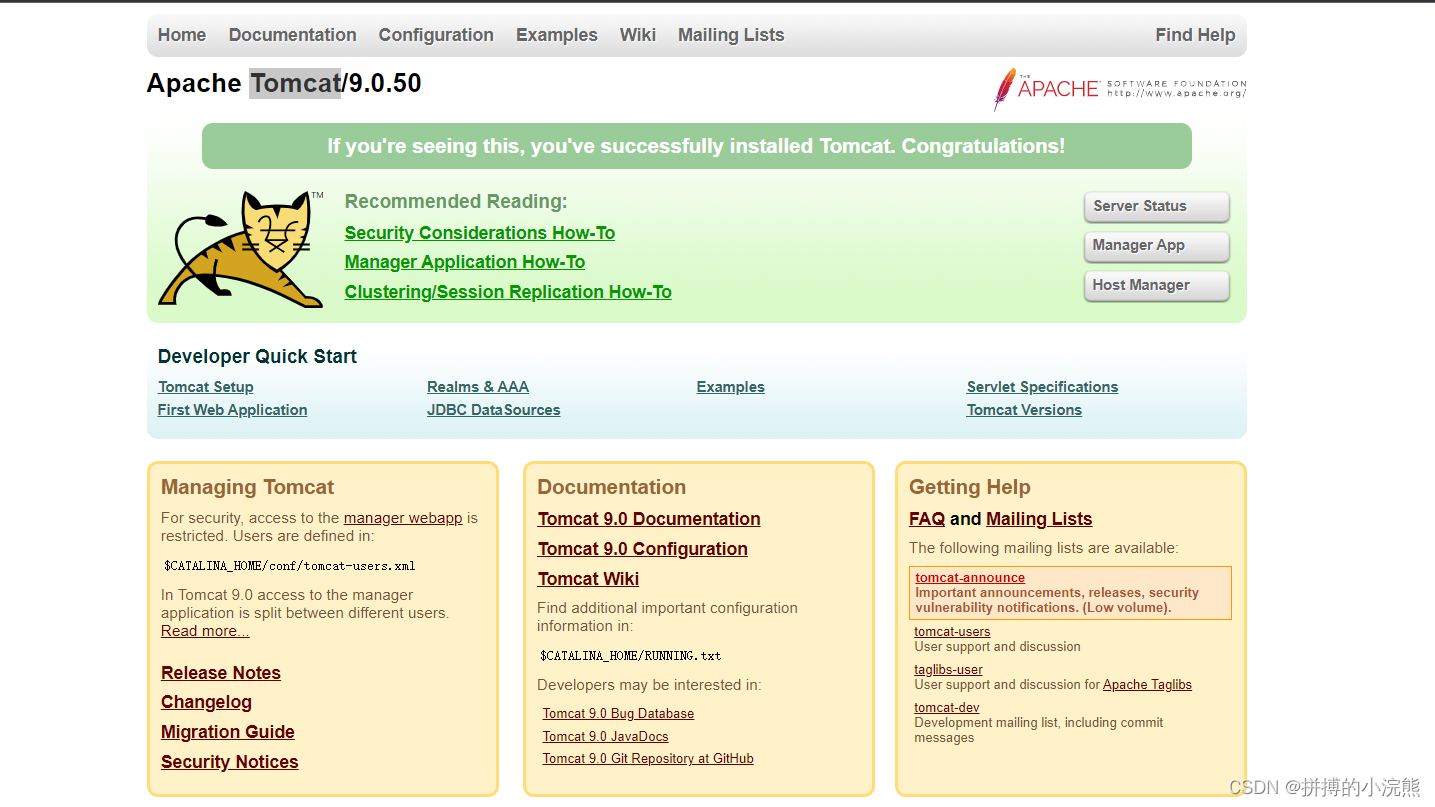 Home Documentation Configuration Examples Wiki Mailing Lists Find Help
Apache Tomcat/9.0.50
THE APACHE® SOFTWARE FOUNDATION
http://www.apache.org/
If you're seeing this, you've successfully installed Tomcat. Congratulations!
TM
Recommended Reading:
Security Considerations How-To
Manager Application How-To
Clustering/Session Replication How-To
Server Status
Manager App
Host Manager
Developer Quick Start
Tomcat Setup
First Web Application
Realms & AAA
JDBC DataSources
Examples
Servlet Specifications
Tomcat Versions
Managing Tomcat
For security, access to the manager webapp is
restricted. Users are defined in:
$CATALINA_HOME/conf/tomcat-users.xml
In Tomcat 9.0 access to the manager
application is split between different users.
Read more...
Release Notes
Changelog
Migration Guide
Security Notices
Documentation
Tomcat 9.0 Documentation
Tomcat 9.0 Configuration
Tomcat Wiki
Find additional important configuration
information in:
$CATALINA_HOME/RUNNING.txt
Developers may be interested in:
Tomcat 9.0 Bug Database
Tomcat 9.0 JavaDocs
Tomcat 9.0 Git Repository at GitHub
Getting Help
FAQ and Mailing Lists
The following mailing lists are available:
tomcat-announce
Important announcements, releases, security
vulnerability notifications. (Low volume).
tomcat-users
User support and discussion
taglibs-user
User support and discussion for Apache Taglibs
tomcat-dev
Development mailing list, including commit
messages
CSDN @拼搏的小浣熊